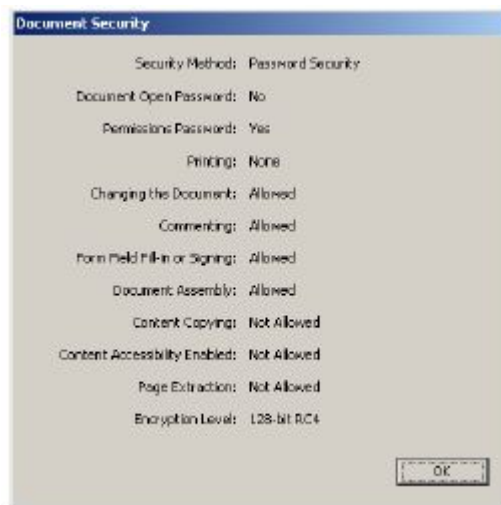 Document Security
Security Method: Password Security
Document Open Password: No
Permissions Password: Yes
Printing: None
Changing the Document: Allowed
Commenting: Allowed
Form Field Fill-in or Signing: Allowed
Document Assembly: Allowed
Content Copying: Not Allowed
Content Accessibility Enabled: Not Allowed
Page Extraction: Not Allowed
Encryption Level: 128-bit RC4
OK